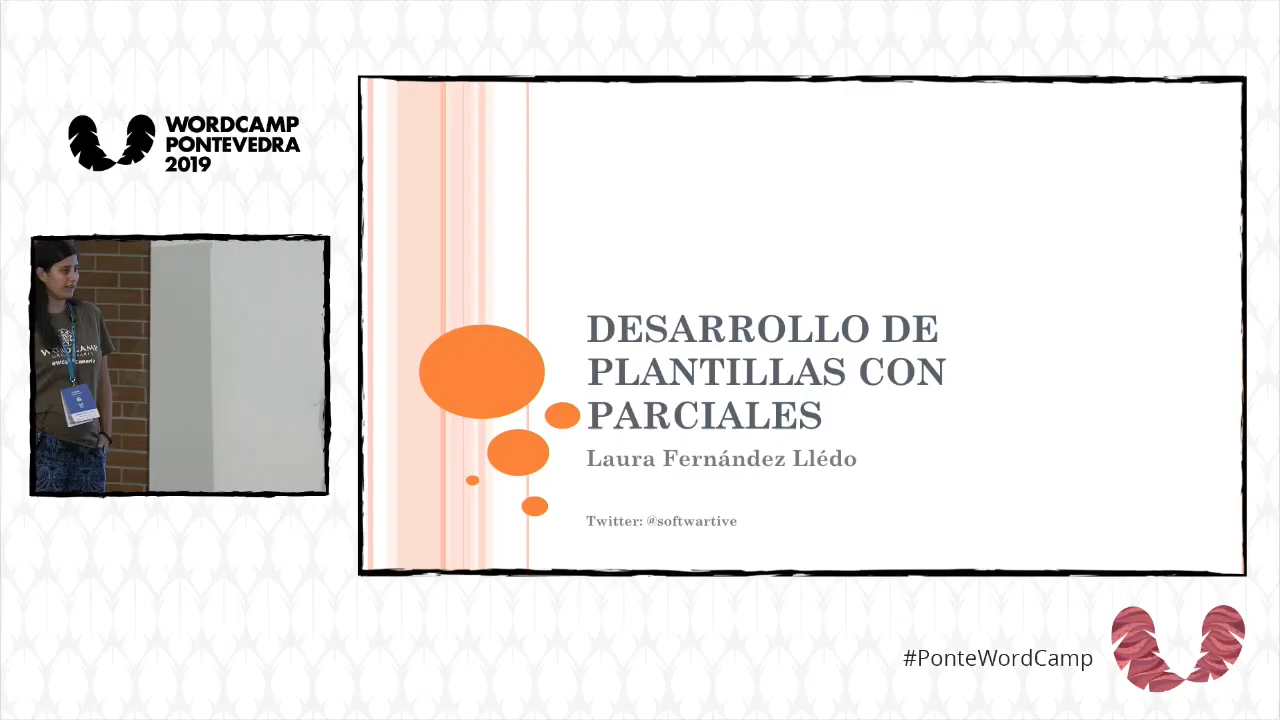 WORDCAMP
PONTEVEDRA
2019
DESARROLLO DE
PLANTILLAS CON
PARCIALES
Laura Fernández Llédo
Twitter: @softwartive
#PonteWordCamp